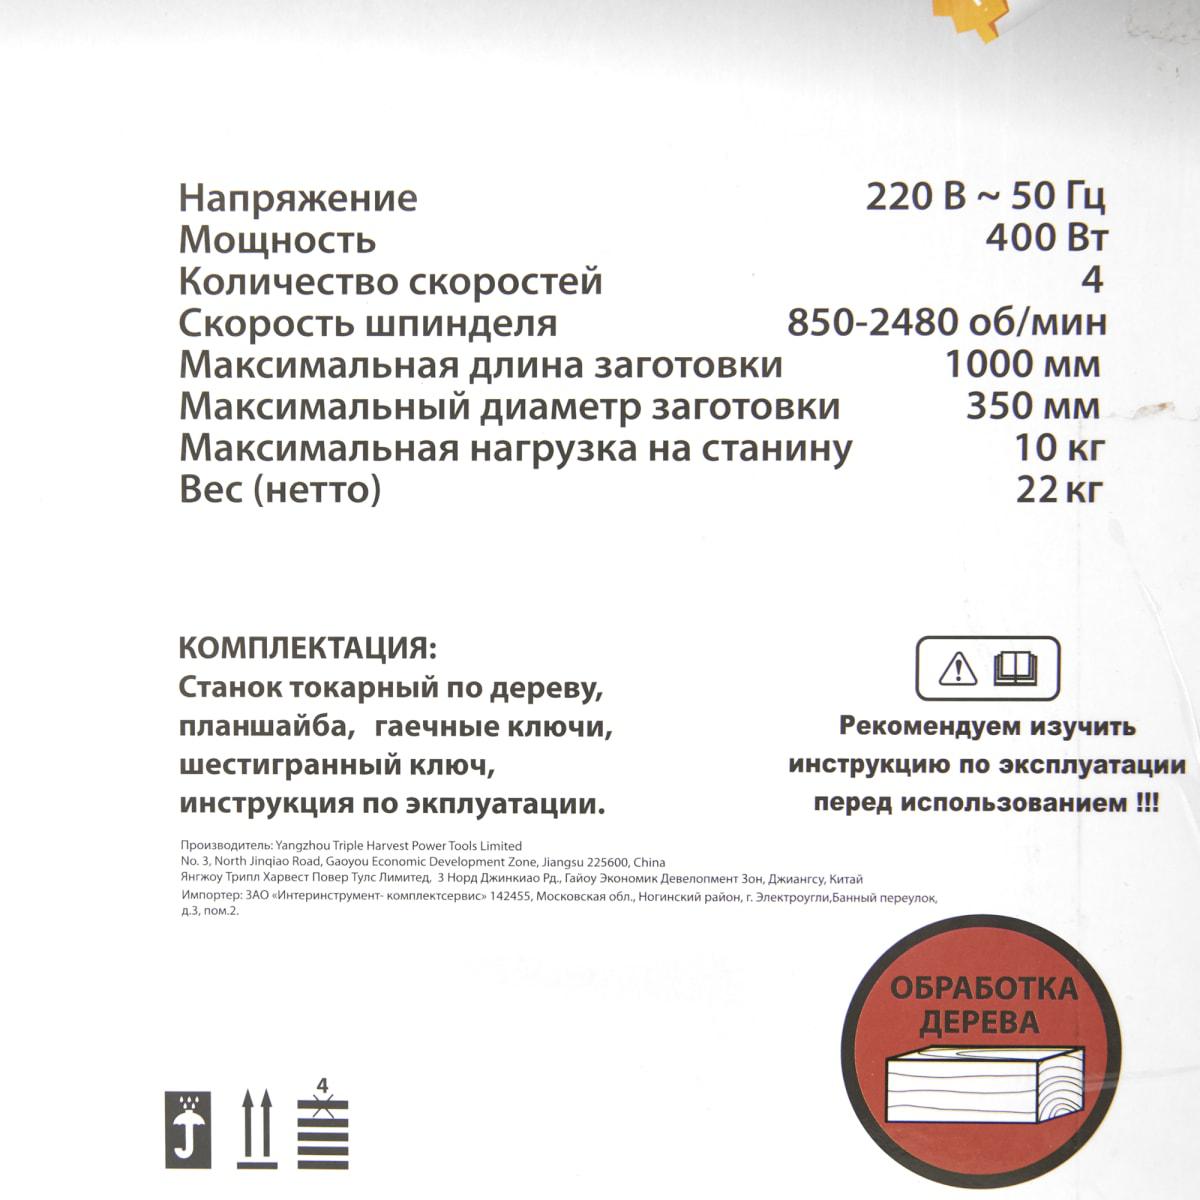 Напряжение 220 В ~ 50 Гц
Мощность 400 Вт
Количество скоростей 4
Скорость шпинделя 850-2480 об/мин
Максимальная длина заготовки 1000 мм
Максимальный диаметр заготовки 350 мм
Максимальная нагрузка на станину 10 кг
Вес (нетто) 22 кг
КОМПЛЕКТАЦИЯ:
Станок токарный по дереву,
планшайба, гаечные ключи,
шестигранный ключ,
инструкция по экплуатации.
Рекомендуем изучить
инструкцию по эксплуатации
перед использованием !!!
Производитель: Yangzhou Triple Harvest Power Tools Limited
No. 3, North Jinqiao Road, Gaoyou Economic Development Zone, Jiangsu 225600, China
Янгжоу Трипл Харвест Повер Тулс Лимитед, 3 Норд Джинкиао Рд., Гайоу Экономик Девелопмент Зон, Джиангсу, Китай
Импортер: ЗАО «Интеринструмент- комплектсервис» 142455, Московская обл., Ногинский район, г. Электроугли,Банный переулок,
д.3, пом.2.
ОБРАБОТКА
ДЕРЕВА
4